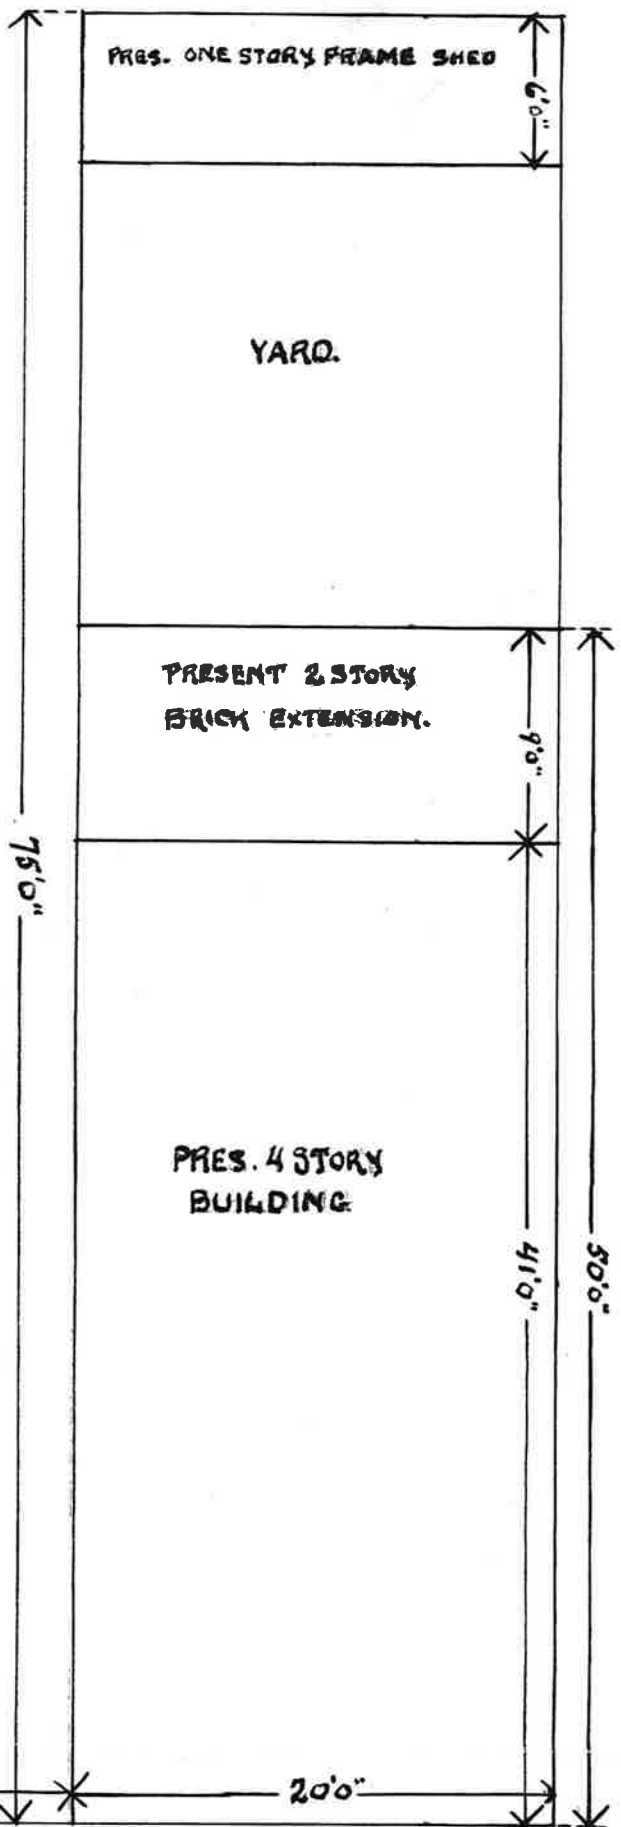 PRES. ONE STORY FRAME SHED
6'0"
YARD.
PRESENT 2 STORY
BRICK EXTENSION.
9'0"
75'0"
PRES. 4 STORY
BUILDING
41'0"
50'0"
20'0"